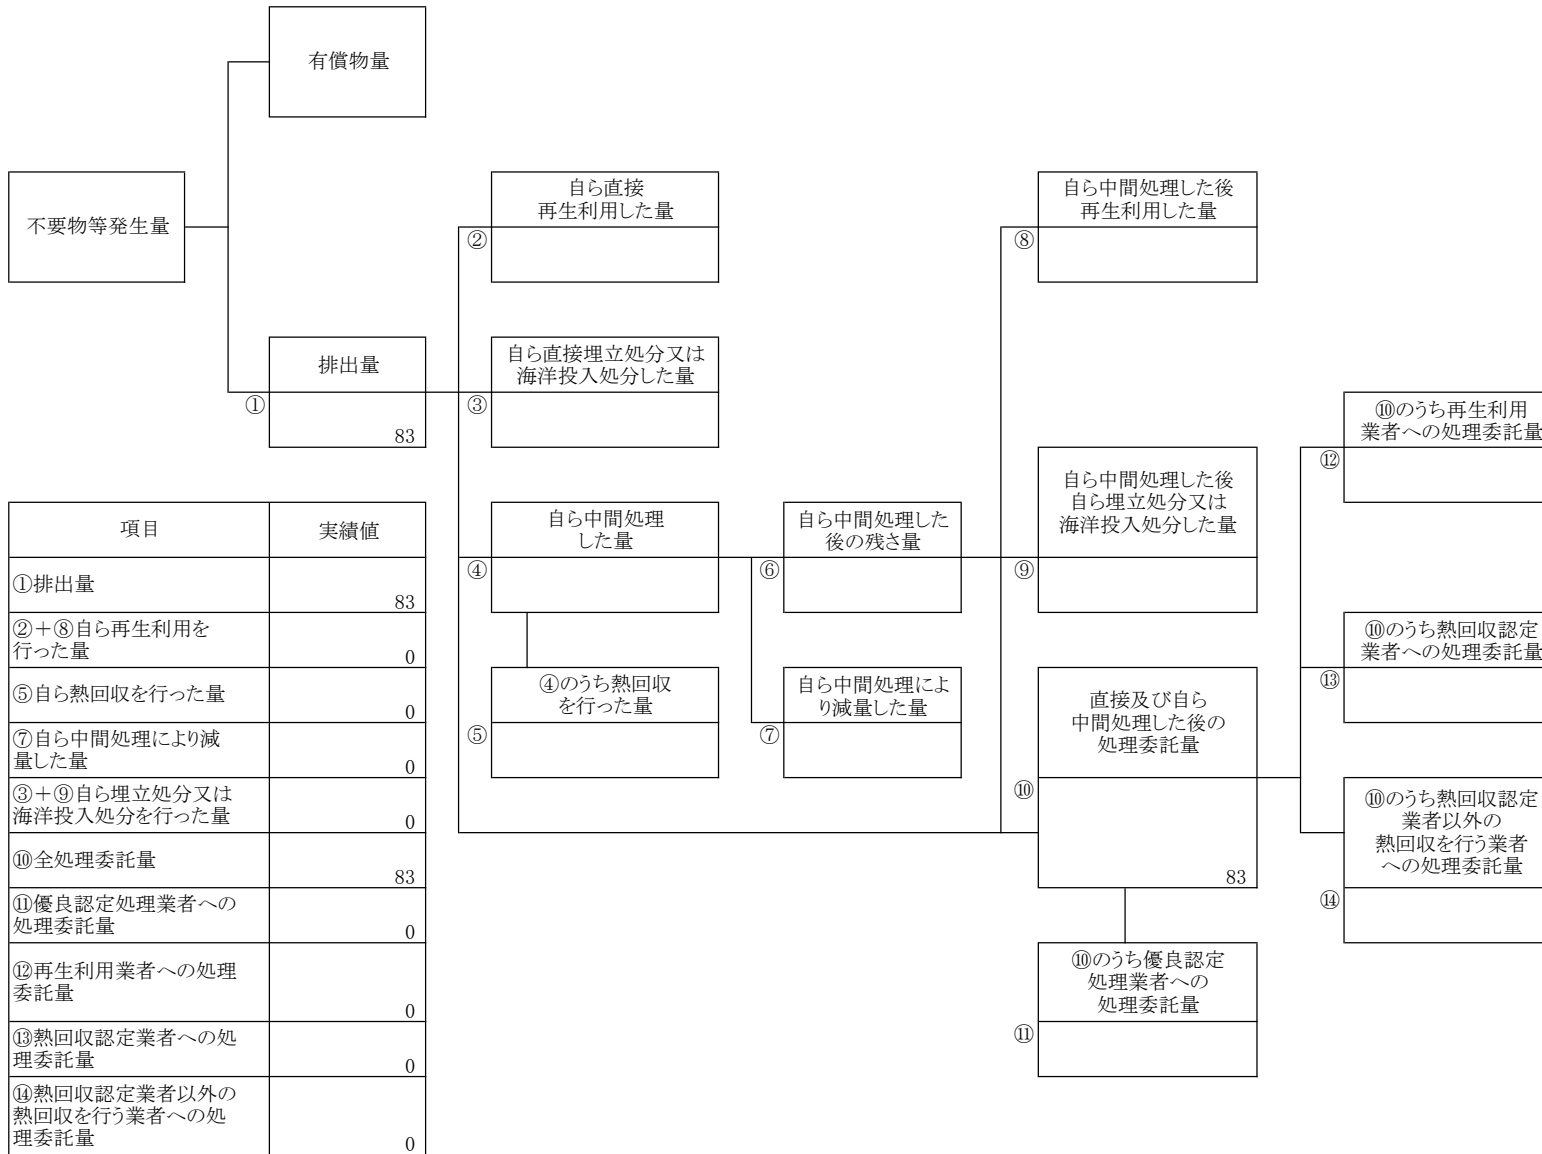 有償物量
不要物等発生量
自ら直接
再生利用した量
②
自ら中間処理した後
再生利用した量
⑧
排出量
①
83
自ら直接埋立処分又は
海洋投入処分した量
③
⑩のうち再生利用
業者への処理委託量
⑫
自ら中間処理
した量
④
自ら中間処理した
後の残さ量
⑥
自ら中間処理した後
自ら埋立処分又は
海洋投入処分した量
⑨
⑩のうち熱回収認定
業者への処理委託量
⑬
④のうち熱回収
を行った量
⑤
自ら中間処理によ
り減量した量
⑦
直接及び自ら
中間処理した後の
処理委託量
⑩
83
⑩のうち熱回収認定
業者以外の
熱回収を行う業者
への処理委託量
⑭
⑩のうち優良認定
処理業者への
処理委託量
⑪
項目
実績値
①排出量
83
②+⑧自ら再生利用を
行った量
0
⑤自ら熱回収を行った量
0
⑦自ら中間処理により減
量した量
0
③+⑨自ら埋立処分又は
海洋投入処分を行った量
0
⑩全処理委託量
83
⑪優良認定処理業者への
処理委託量
0
⑫再生利用業者への処理
委託量
0
⑬熱回収認定業者への処
理委託量
0
⑭熱回収認定業者以外の
熱回収を行う業者への処
理委託量
0